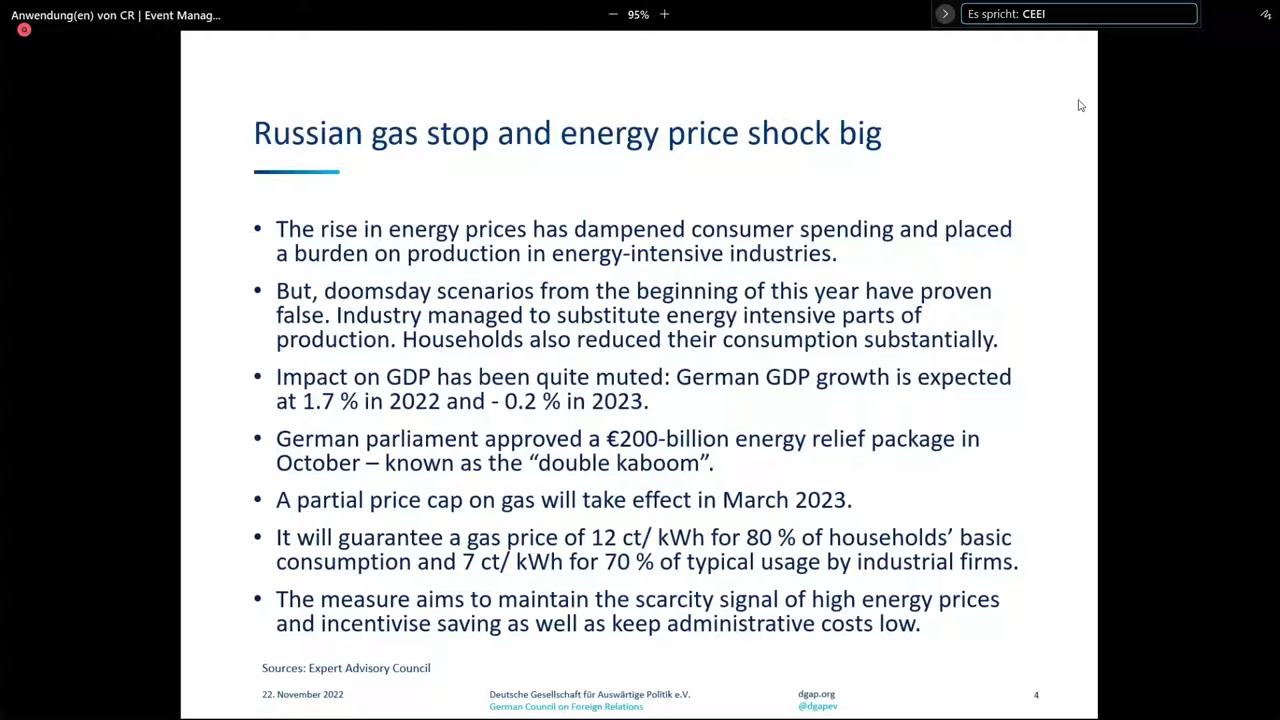 Anwendung(en) von CR | Event Manag...
− 95% +
Es spricht: CEEI
Russian gas stop and energy price shock big
• The rise in energy prices has dampened consumer spending and placed
a burden on production in energy-intensive industries.
• But, doomsday scenarios from the beginning of this year have proven
false. Industry managed to substitute energy intensive parts of
production. Households also reduced their consumption substantially.
• Impact on GDP has been quite muted: German GDP growth is expected
at 1.7 % in 2022 and - 0.2 % in 2023.
• German parliament approved a €200-billion energy relief package in
October – known as the “double kaboom”.
• A partial price cap on gas will take effect in March 2023.
• It will guarantee a gas price of 12 ct/ kWh for 80 % of households’ basic
consumption and 7 ct/ kWh for 70 % of typical usage by industrial firms.
• The measure aims to maintain the scarcity signal of high energy prices
and incentivise saving as well as keep administrative costs low.
Sources: Expert Advisory Council
22. November 2022
Deutsche Gesellschaft für Auswärtige Politik e.V.
German Council on Foreign Relations
dgap.org
@dgapev
4